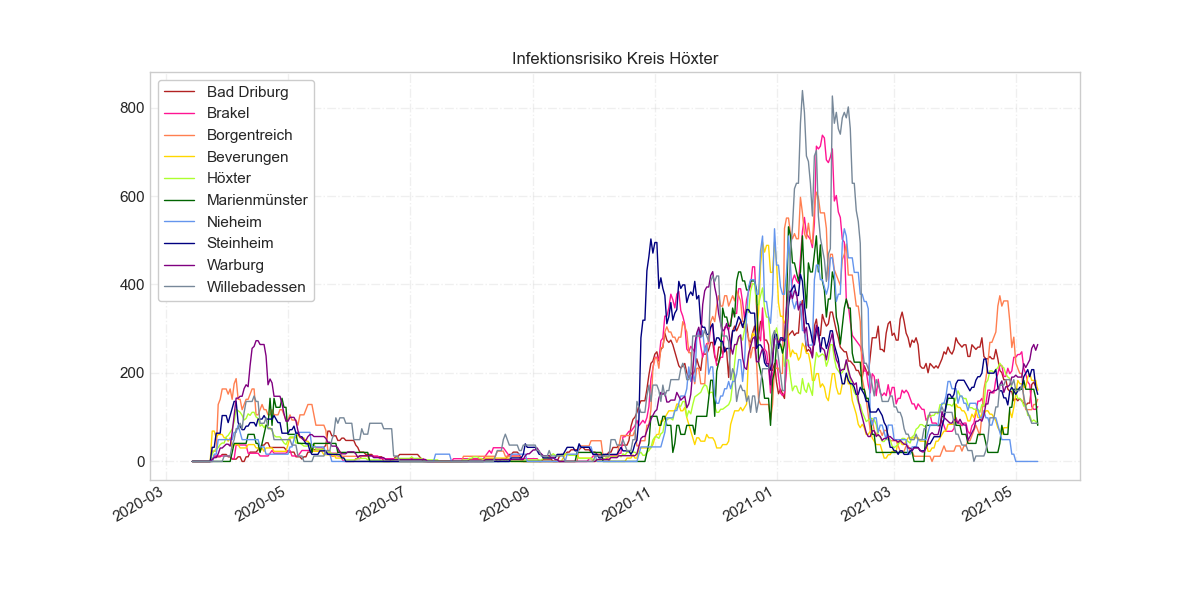 Infektionsrisiko Kreis Höxter
800
600
400
200
0
Bad Driburg
Brakel
Borgentreich
Beverungen
Höxter
Marienmünster
Nieheim
Steinheim
Warburg
Willebadessen
2020-03
2020-05
2020-07
2020-09
2020-11
2021-01
2021-03
2021-05